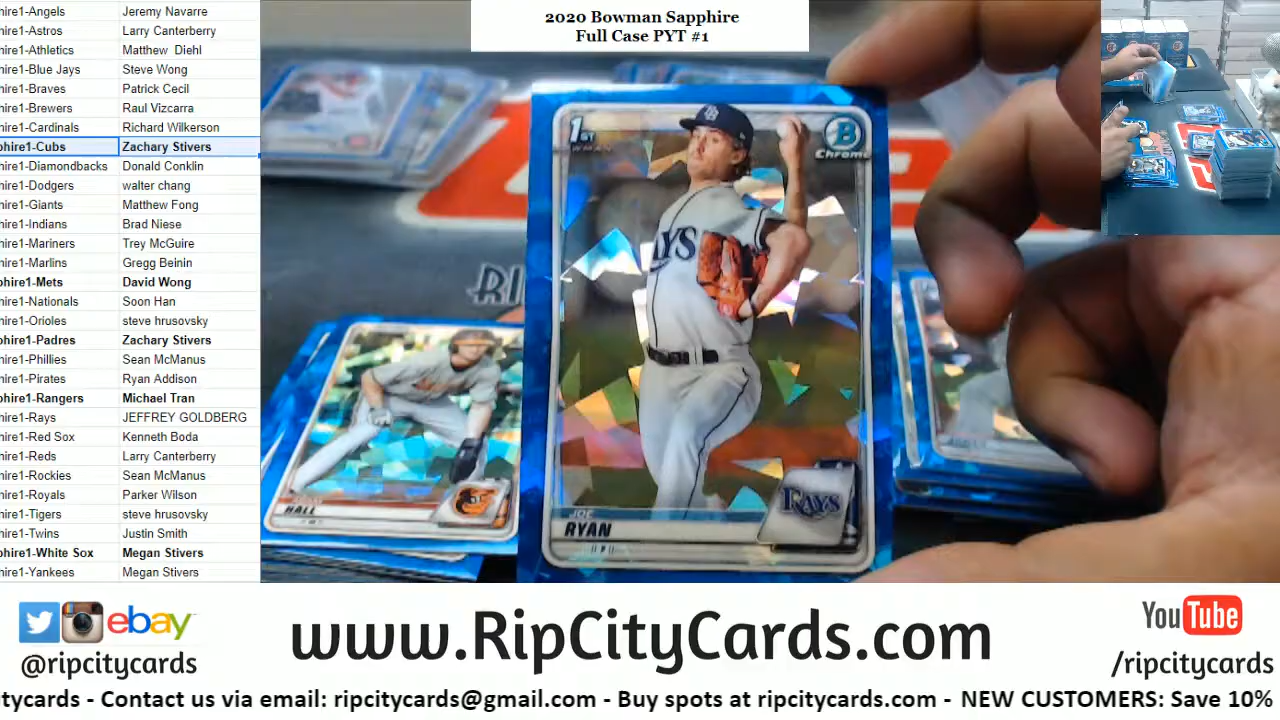 2020 Bowman Sapphire
Full Case PYT #1
hire1-Angels Jeremy Navarre
hire1-Astros Larry Canterberry
hire1-Athletics Matthew Diehl
hire1-Blue Jays Steve Wong
hire1-Braves Patrick Cecil
hire1-Brewers Raul Vizcarra
hire1-Cardinals Richard Wilkerson
phire1-Cubs Zachary Stivers
hire1-Diamondbacks Donald Conklin
hire1-Dodgers walter chang
hire1-Giants Matthew Fong
hire1-Indians Brad Niese
hire1-Mariners Trey McGuire
hire1-Marlins Gregg Beinin
phire1-Mets David Wong
hire1-Nationals Soon Han
hire1-Orioles steve hrusovsky
phire1-Padres Zachary Stivers
hire1-Phillies Sean McManus
hire1-Pirates Ryan Addison
phire1-Rangers Michael Tran
hire1-Rays JEFFREY GOLDBERG
hire1-Red Sox Kenneth Boda
hire1-Reds Larry Canterberry
hire1-Rockies Sean McManus
hire1-Royals Parker Wilson
hire1-Tigers steve hrusovsky
hire1-Twins Justin Smith
phire1-White Sox Megan Stivers
hire1-Yankees Megan Stivers
1ST
WMAN
B
Chrome
AYS
RI
HALL
JOE
RYAN
RAYS
ebay
@ripcitycards
www.RipCityCards.com
YouTube
/ripcitycards
tycards - Contact us via email: ripcitycards@gmail.com - Buy spots at ripcitycards.com - NEW CUSTOMERS: Save 10%